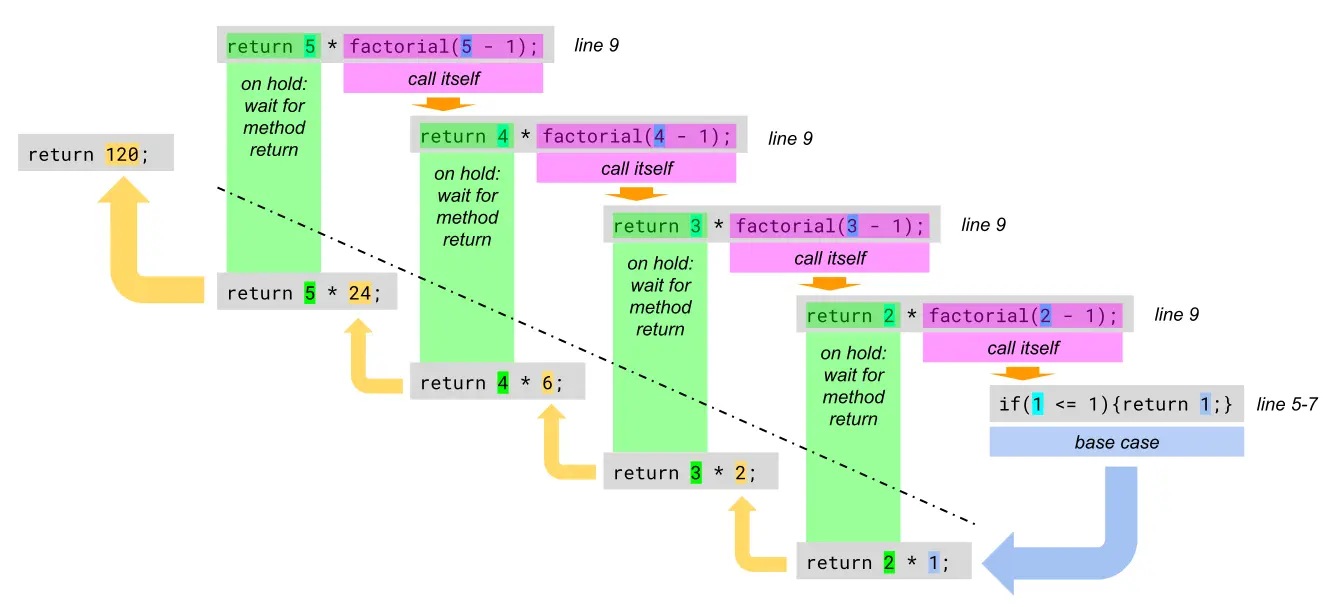 return 5 * factorial(5 - 1); line 9
on hold:
wait for
method
return
call itself
return 120;
return 4 * factorial(4 - 1); line 9
on hold:
wait for
method
return
call itself
return 3 * factorial(3 - 1); line 9
on hold:
wait for
method
return
call itself
return 5 * 24;
return 2 * factorial(2 - 1); line 9
on hold:
wait for
method
return
call itself
return 4 * 6;
if(1 <= 1){return 1;} line 5-7
base case
return 3 * 2;
return 2 * 1;